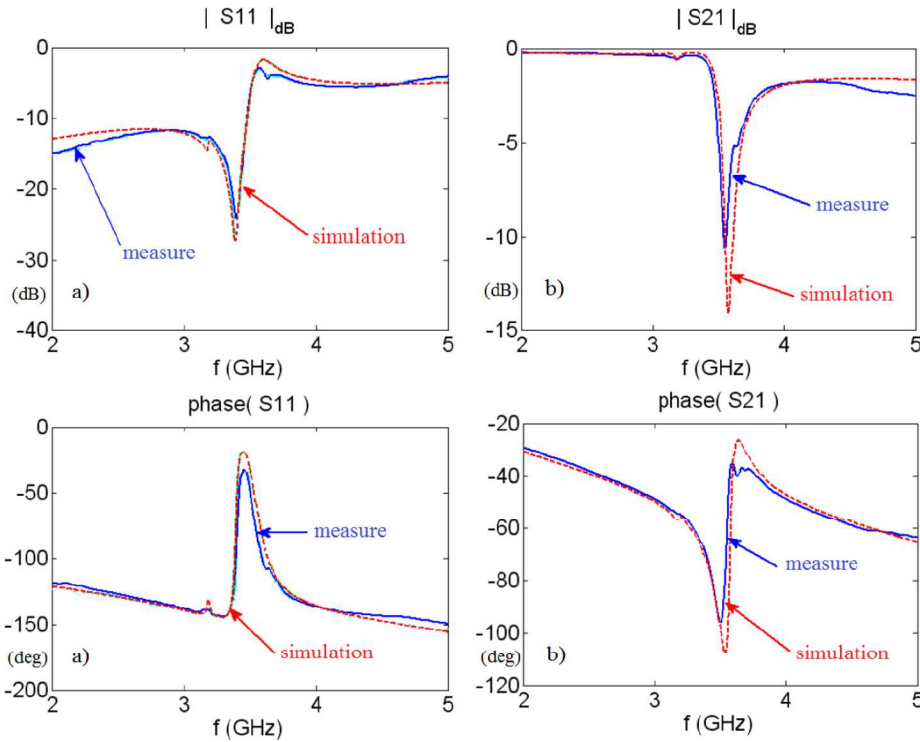 | S11 |dB
0
-10
-20
-30
-40
(dB)
a)
measure
simulation
2 3 4 5
f (GHz)
| S21 |dB
0
-5
-10
-15
(dB)
b)
measure
simulation
2 3 4 5
f (GHz)
phase( S11 )
0
-50
-100
-150
-200
(deg)
a)
measure
simulation
2 3 4 5
f (GHz)
phase( S21 )
-20
-40
-60
-80
-100
-120
(deg)
b)
measure
simulation
2 3 4 5
f (GHz)